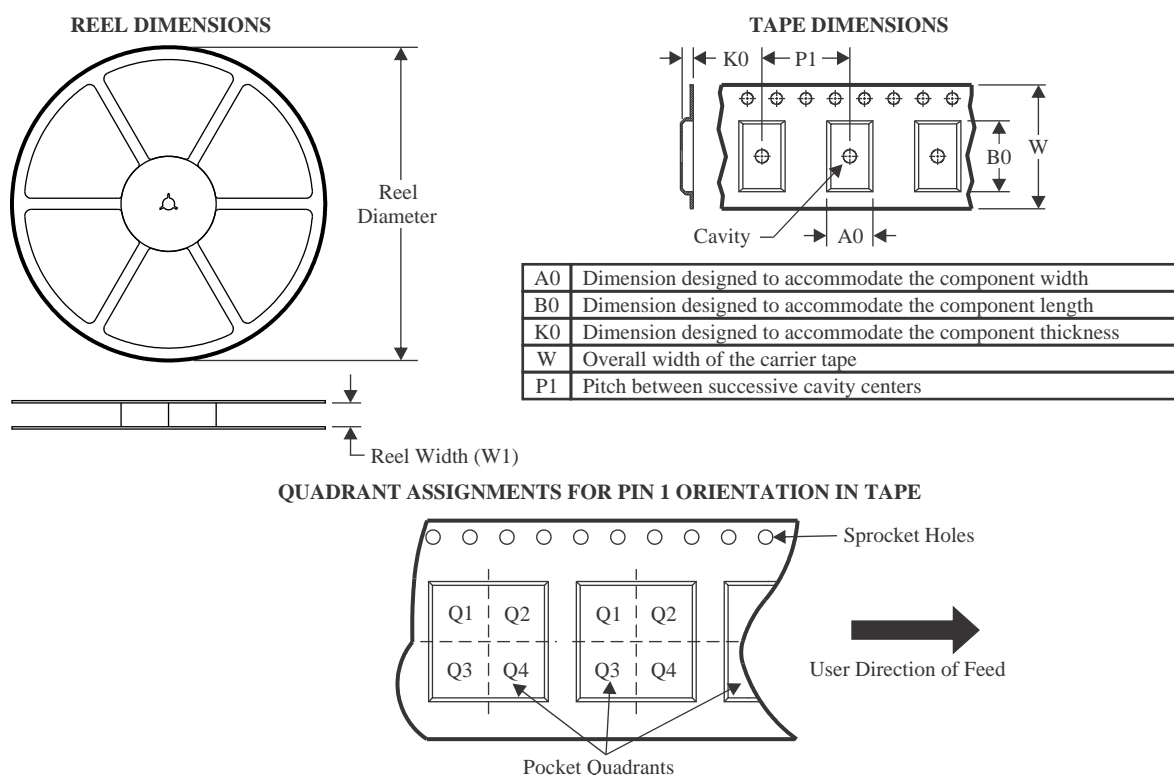 REEL DIMENSIONS
Reel
Diameter
Reel Width (W1)
TAPE DIMENSIONS
K0
P1
W
B0
Cavity
A0
A0 Dimension designed to accommodate the component width
B0 Dimension designed to accommodate the component length
K0 Dimension designed to accommodate the component thickness
W Overall width of the carrier tape
P1 Pitch between successive cavity centers
QUADRANT ASSIGNMENTS FOR PIN 1 ORIENTATION IN TAPE
Sprocket Holes
Q1 Q2 Q1 Q2
Q3 Q4 Q3 Q4
User Direction of Feed
Pocket Quadrants